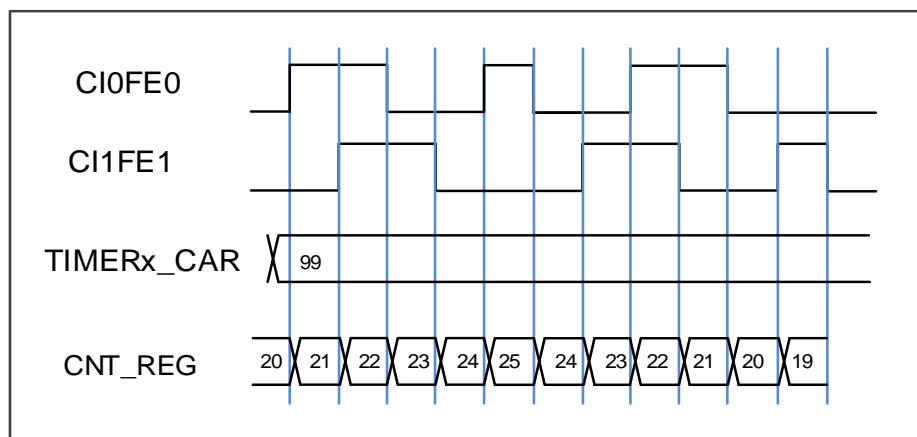 CI0FE0
CI1FE1
TIMERx_CAR 99
CNT_REG 20 21 22 23 24 25 24 23 22 21 20 19